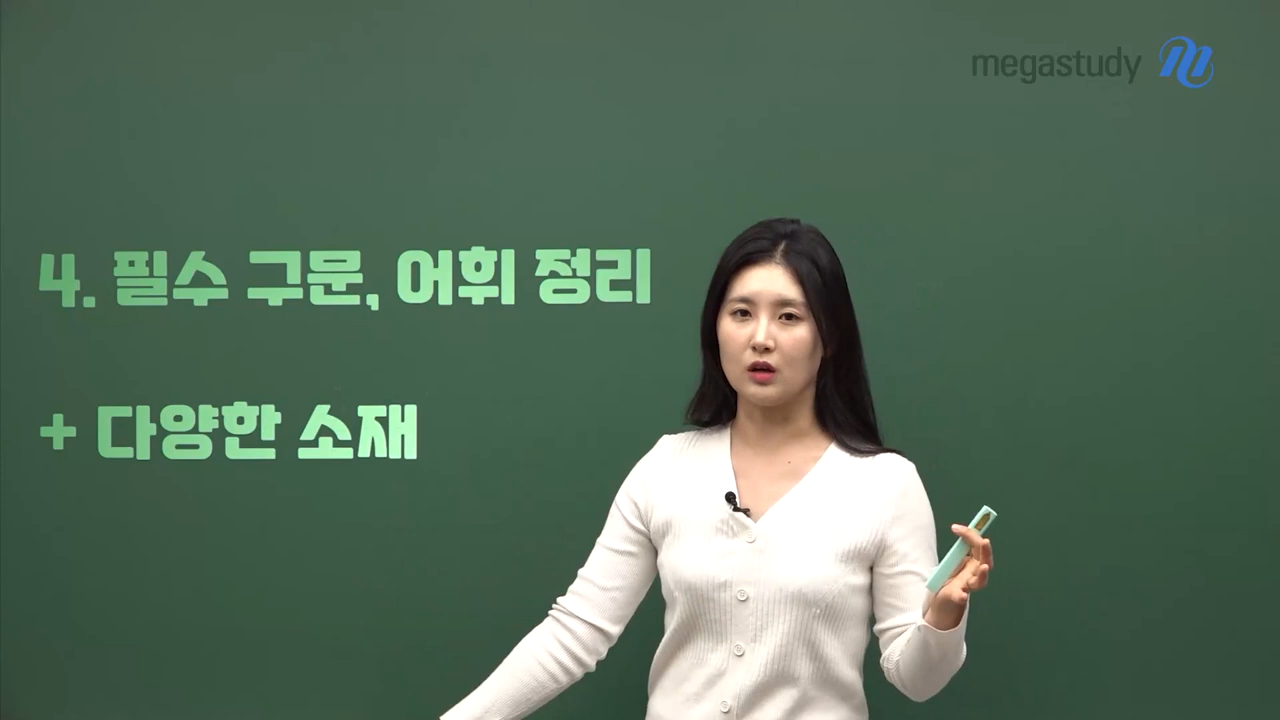 megastudy
4. 필수 구문, 어휘 정리
+ 다양한 소재